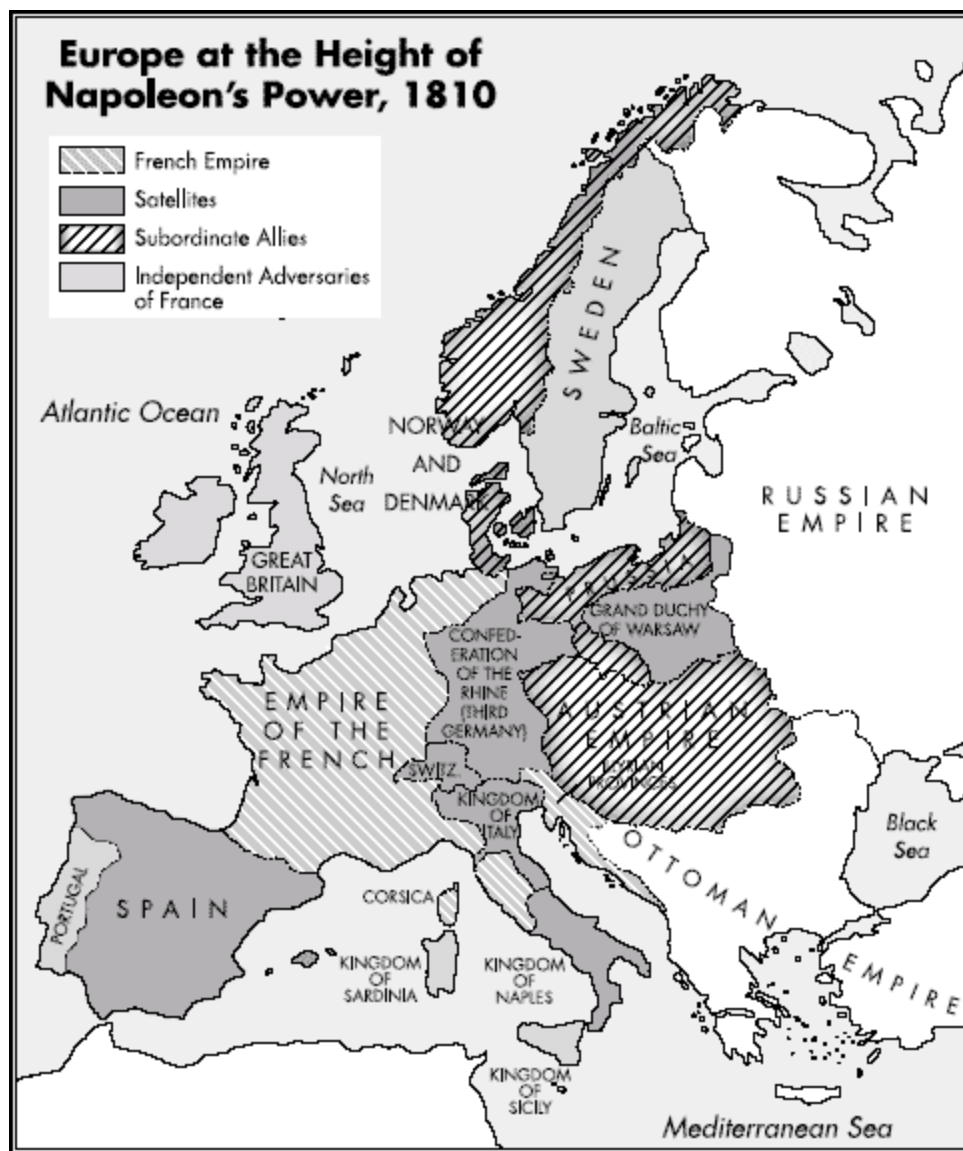 Europe at the Height of
Napoleon's Power, 1810
French Empire
Satellites
Subordinate Allies
Independent Adversaries
of France
Atlantic Ocean
North
Sea
NORWAY
AND
DENMARK
SWEDEN
Baltic
Sea
RUSSIAN
EMPIRE
GREAT
BRITAIN
PRUSSIA
GRAND DUCHY
OF WARSAW
CONFED-
ERATION
OF THE
RHINE
(THIRD
GERMANY)
EMPIRE
OF THE
FRENCH
AUSTRIAN
EMPIRE
ILLYRIAN
PROVINCES
SWITZ.
KINGDOM
OF
ITALY
OTTOMAN
EMPIRE
Black
Sea
PORTUGAL
SPAIN
CORSICA
KINGDOM
OF
SARDINIA
KINGDOM
OF
NAPLES
KINGDOM
OF
SICILY
Mediterranean Sea